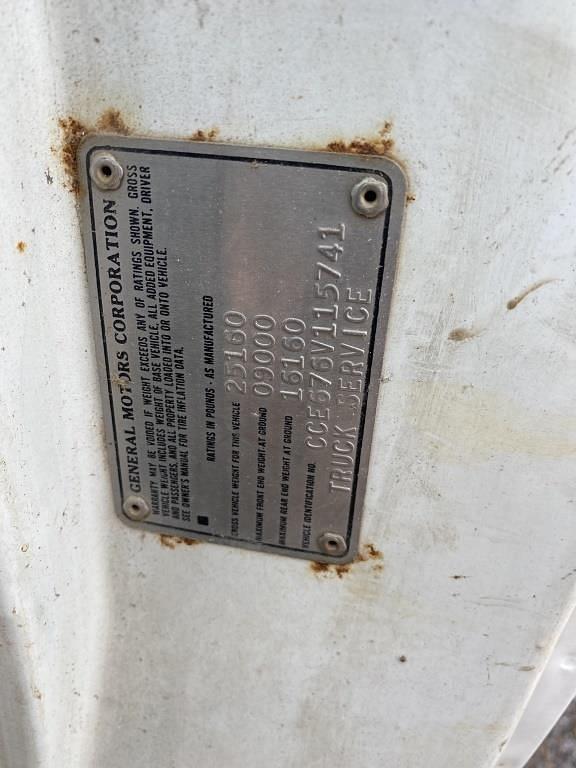 GENERAL MOTORS CORPORATION
WARRANTY MAY BE VOIDED IF WEIGHT EXCEEDS ANY OF RATINGS SHOWN. GROSS
VEHICLE WEIGHT INCLUDES WEIGHT OF BASE VEHICLE, ALL ADDED EQUIPMENT, DRIVER
AND PASSENGERS, AND ALL PROPERTY LOADED INTO OR ONTO VEHICLE.
SEE OWNER'S MANUAL FOR TIRE INFLATION DATA.
RATINGS IN POUNDS - AS MANUFACTURED
GROSS VEHICLE WEIGHT FOR THIS VEHICLE 25160
MAXIMUM FRONT END WEIGHT AT GROUND 09000
MAXIMUM REAR END WEIGHT AT GROUND 16160
VEHICLE IDENTIFICATION NO. CCE676V115741
TRUCK SERVICE